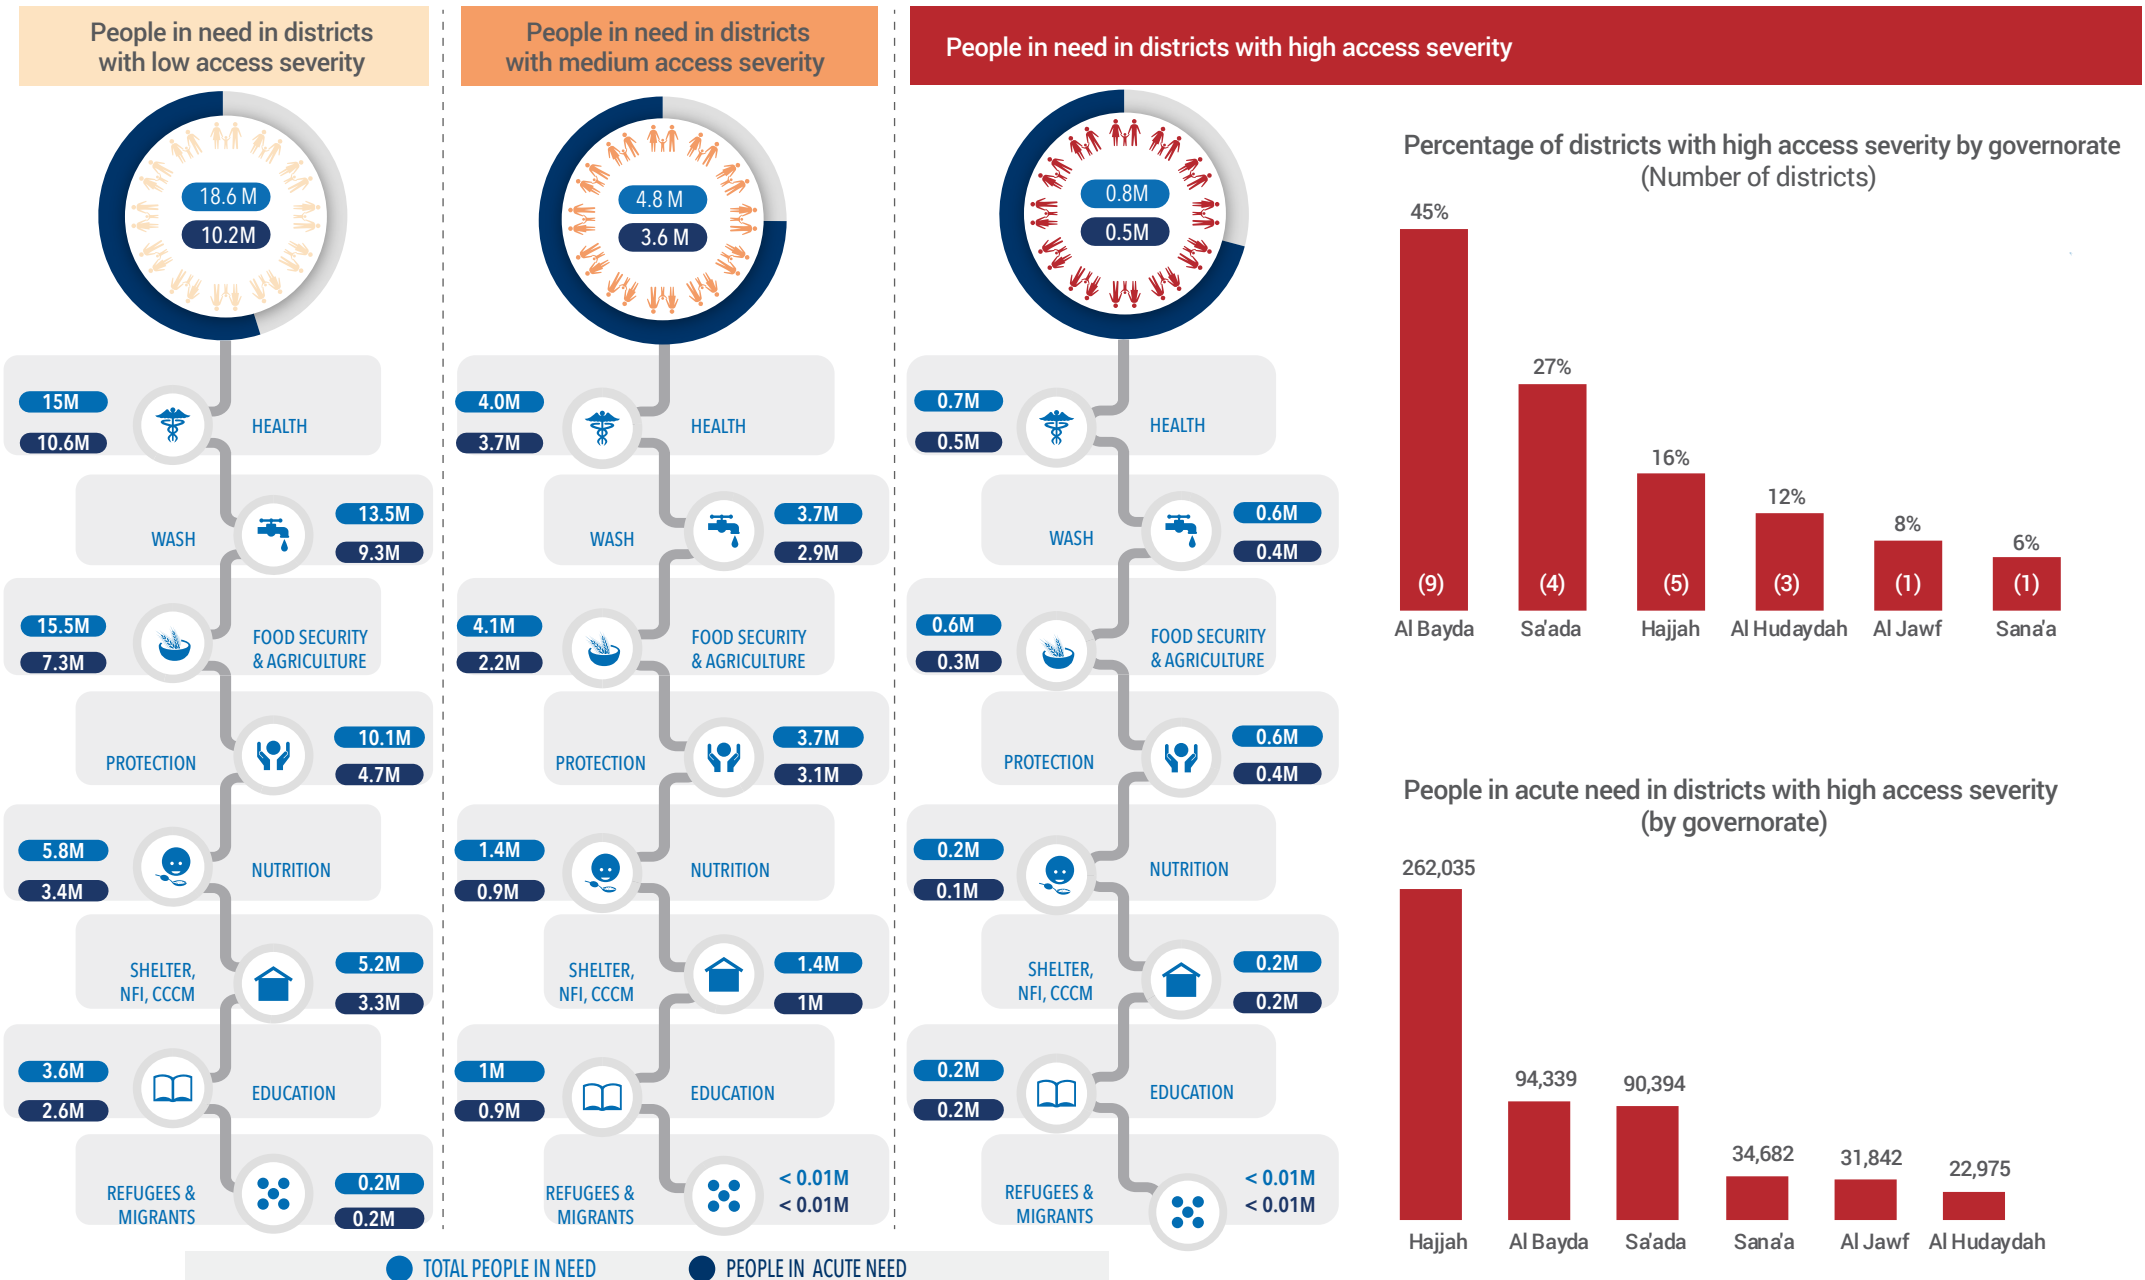 People in need in districts
with low access severity
18.6 M
10.2M
15M
10.6M
HEALTH
WASH
13.5M
9.3M
15.5M
7.3M
FOOD SECURITY
& AGRICULTURE
PROTECTION
10.1M
4.7M
5.8M
3.4M
NUTRITION
SHELTER,
NFI, CCCM
5.2M
3.3M
3.6M
2.6M
EDUCATION
REFUGEES &
MIGRANTS
0.2M
0.2M
People in need in districts
with medium access severity
4.8 M
3.6 M
4.0M
3.7M
HEALTH
WASH
3.7M
2.9M
4.1M
2.2M
FOOD SECURITY
& AGRICULTURE
PROTECTION
3.7M
3.1M
1.4M
0.9M
NUTRITION
SHELTER,
NFI, CCCM
1.4M
1M
1M
0.9M
EDUCATION
REFUGEES &
MIGRANTS
< 0.01M
< 0.01M
People in need in districts with high access severity
0.8M
0.5M
0.7M
0.5M
HEALTH
WASH
0.6M
0.4M
0.6M
0.3M
FOOD SECURITY
& AGRICULTURE
PROTECTION
0.6M
0.4M
0.2M
0.1M
NUTRITION
SHELTER,
NFI, CCCM
0.2M
0.2M
0.2M
0.2M
EDUCATION
REFUGEES &
MIGRANTS
< 0.01M
< 0.01M
Percentage of districts with high access severity by governorate
(Number of districts)
45%
27%
16%
12%
8%
6%
(9) (4) (5) (3) (1) (1)
Al Bayda Sa'ada Hajjah Al Hudaydah Al Jawf Sana'a
People in acute need in districts with high access severity
(by governorate)
262,035
94,339
90,394
34,682
31,842
22,975
Hajjah Al Bayda Sa'ada Sana'a Al Jawf Al Hudaydah
TOTAL PEOPLE IN NEED PEOPLE IN ACUTE NEED